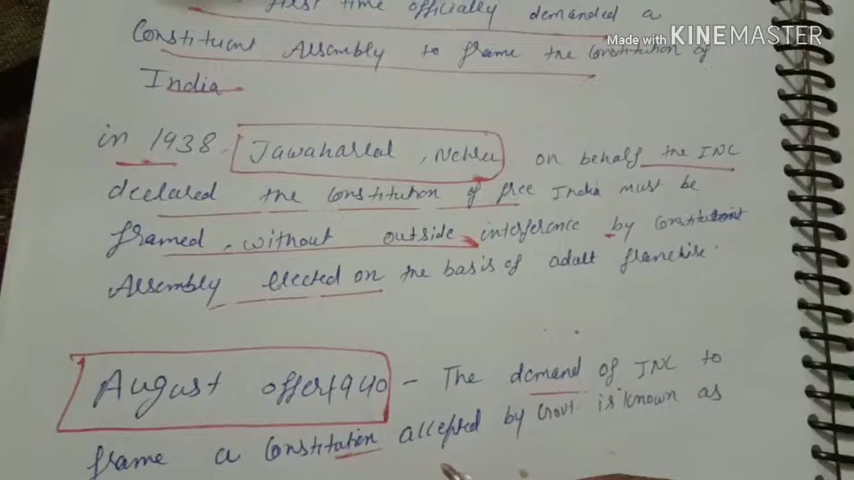 first time officially demanded a
Made with KINEMASTER
Constituent Assembly to frame the constitution of
India
in 1938 Jawaharlal, Nehru on behalf the INC
declared the constitution of free India must be
framed, without outside interference by constituent
Assembly elected on the basis of adult franchise.
August offer 1940 - The demand of INC to
frame a constitution accepted by Govt. is known as